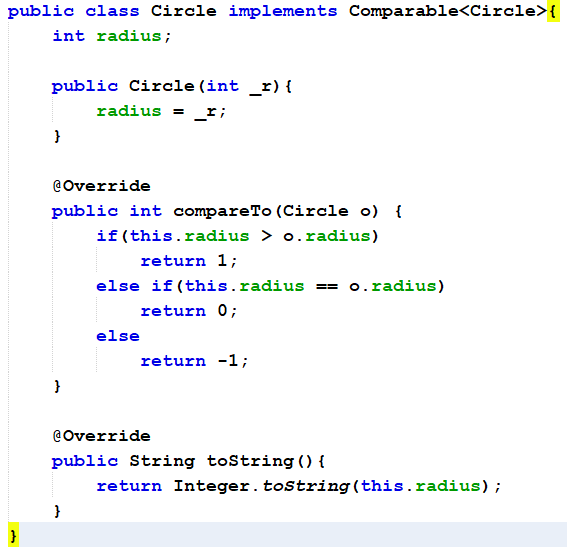 public class Circle implements Comparable<Circle>{
int radius;
public Circle(int _r){
radius = _r;
}
@Override
public int compareTo(Circle o) {
if(this.radius > o.radius)
return 1;
else if(this.radius == o.radius)
return 0;
else
return -1;
}
@Override
public String toString(){
return Integer.toString(this.radius);
}
}